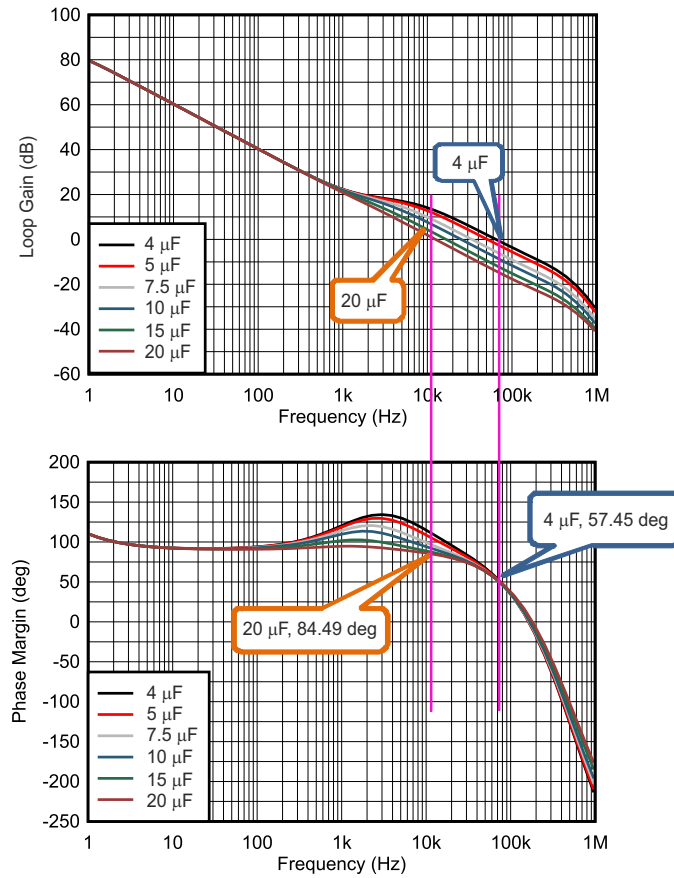 100
80
60
40
20
0
-20
-40
-60
Loop Gain (dB)
4 μF
20 μF
4 μF
5 μF
7.5 μF
10 μF
15 μF
20 μF
1
10
100
1k
10k
100k
1M
Frequency (Hz)
200
150
100
50
0
-50
-100
-150
-200
-250
Phase Margin (deg)
4 μF, 57.45 deg
20 μF, 84.49 deg
4 μF
5 μF
7.5 μF
10 μF
15 μF
20 μF
1
10
100
1k
10k
100k
1M
Frequency (Hz)